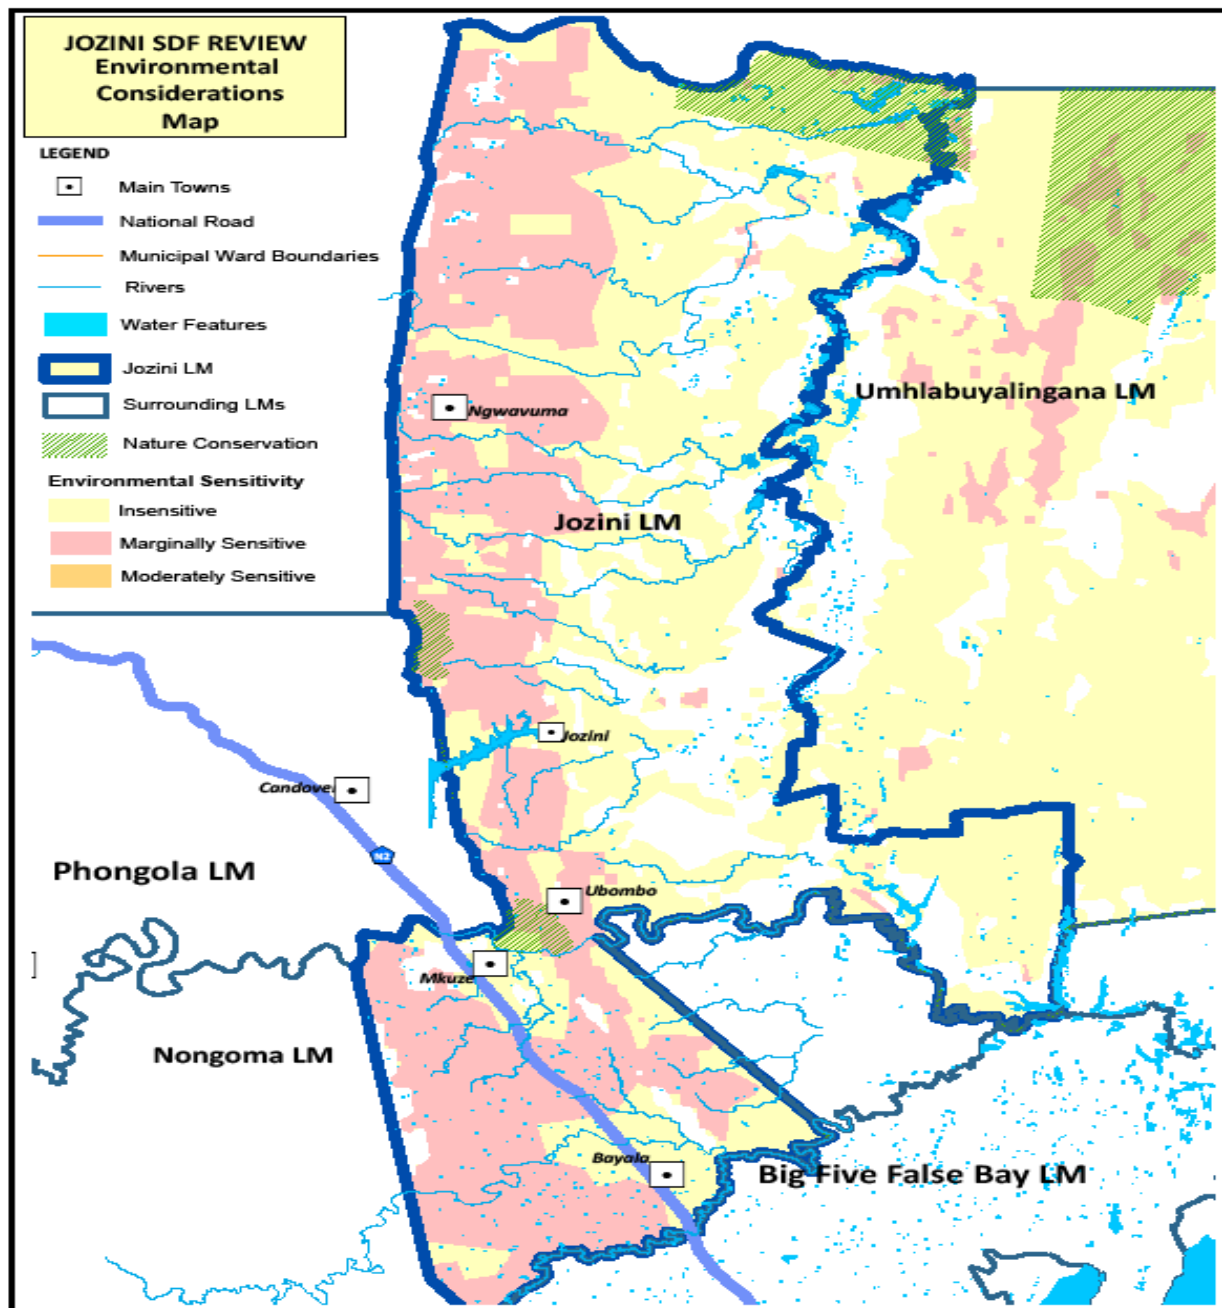 JOZINI SDF REVIEW
Environmental
Considerations
Map
LEGEND
Main Towns
National Road
Municipal Ward Boundaries
Rivers
Water Features
Jozini LM
Surrounding LMs
Nature Conservation
Environmental Sensitivity
Insensitive
Marginally Sensitive
Moderately Sensitive
Umhlabuyalingana LM
Ngwavuma
Jozini LM
Jozini
Candover
N2
Phongola LM
Ubombo
Mkuze
Nongoma LM
Bayala
Big Five False Bay LM